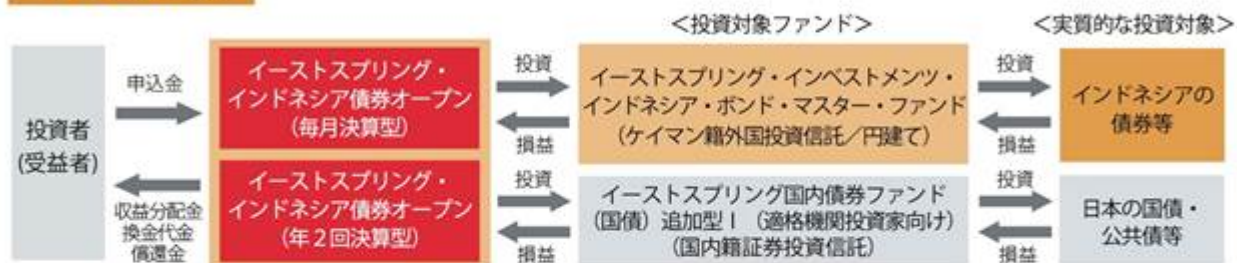 ＜投資対象ファンド＞
＜実質的な投資対象＞
投資者
(受益者)
申込金
収益分配金
換金代金
償還金
イーストスプリング・
インドネシア債券オープン
(毎月決算型)
イーストスプリング・
インドネシア債券オープン
(年２回決算型)
投資
損益
投資
損益
イーストスプリング・インベストメンツ・
インドネシア・ボンド・マスター・ファンド
(ケイマン籍外国投資信託／円建て)
イーストスプリング国内債券ファンド
(国債) 追加型Ⅰ (適格機関投資家向け)
(国内籍証券投資信託)
投資
損益
投資
損益
インドネシアの
債券等
日本の国債・
公共債等